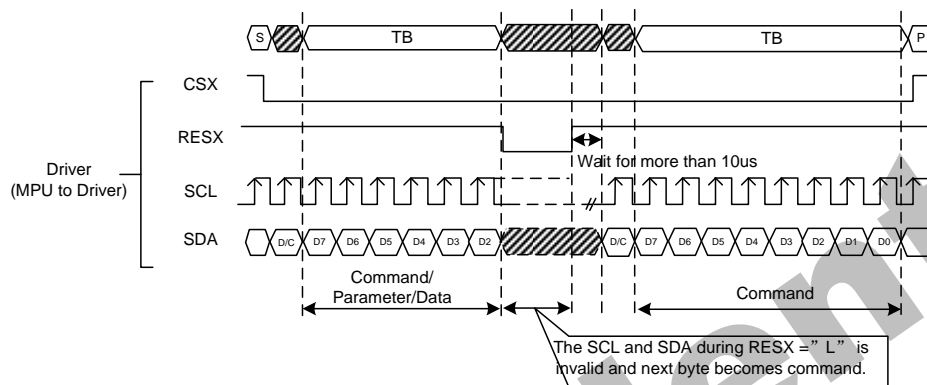 S TB TB P
CSX
RESX
Wait for more than 10us
Driver
(MPU to Driver)
SCL
SDA D/C D7 D6 D5 D4 D3 D2 D/C D7 D6 D5 D4 D3 D2 D1 D0
Command/
Parameter/Data
Command
The SCL and SDA during RESX =” L” is
invalid and next byte becomes command.